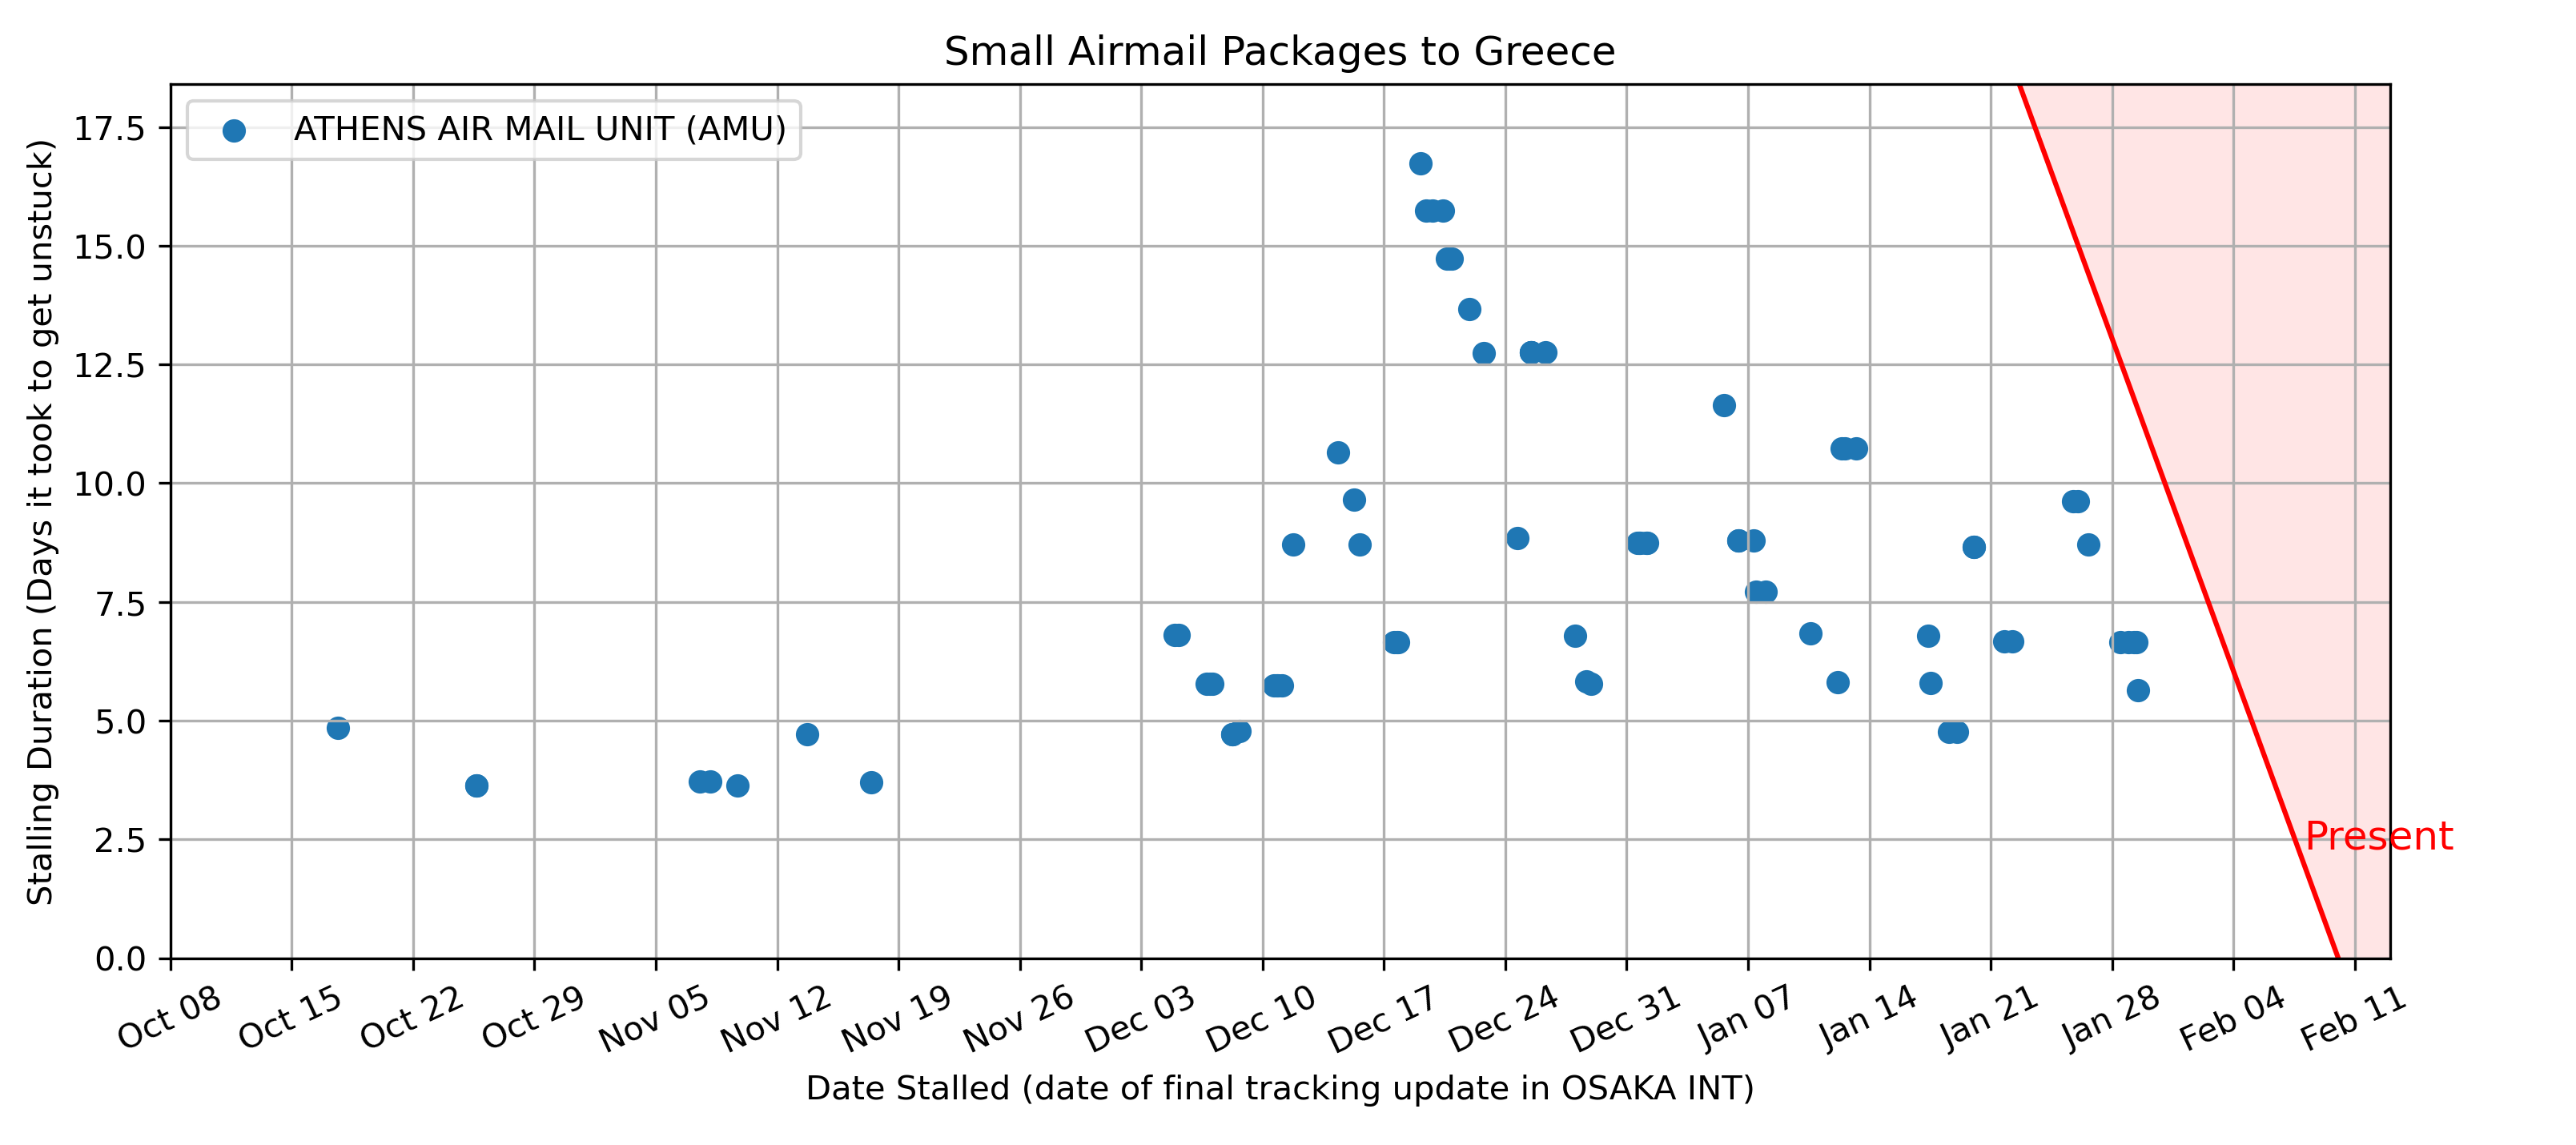 Small Airmail Packages to Greece
ATHENS AIR MAIL UNIT (AMU)
Stalling Duration (Days it took to get unstuck)
17.5
15.0
12.5
10.0
7.5
5.0
2.5
0.0
Present
Oct 08
Oct 15
Oct 22
Oct 29
Nov 05
Nov 12
Nov 19
Nov 26
Dec 03
Dec 10
Dec 17
Dec 24
Dec 31
Jan 07
Jan 14
Jan 21
Jan 28
Feb 04
Feb 11
Date Stalled (date of final tracking update in OSAKA INT)